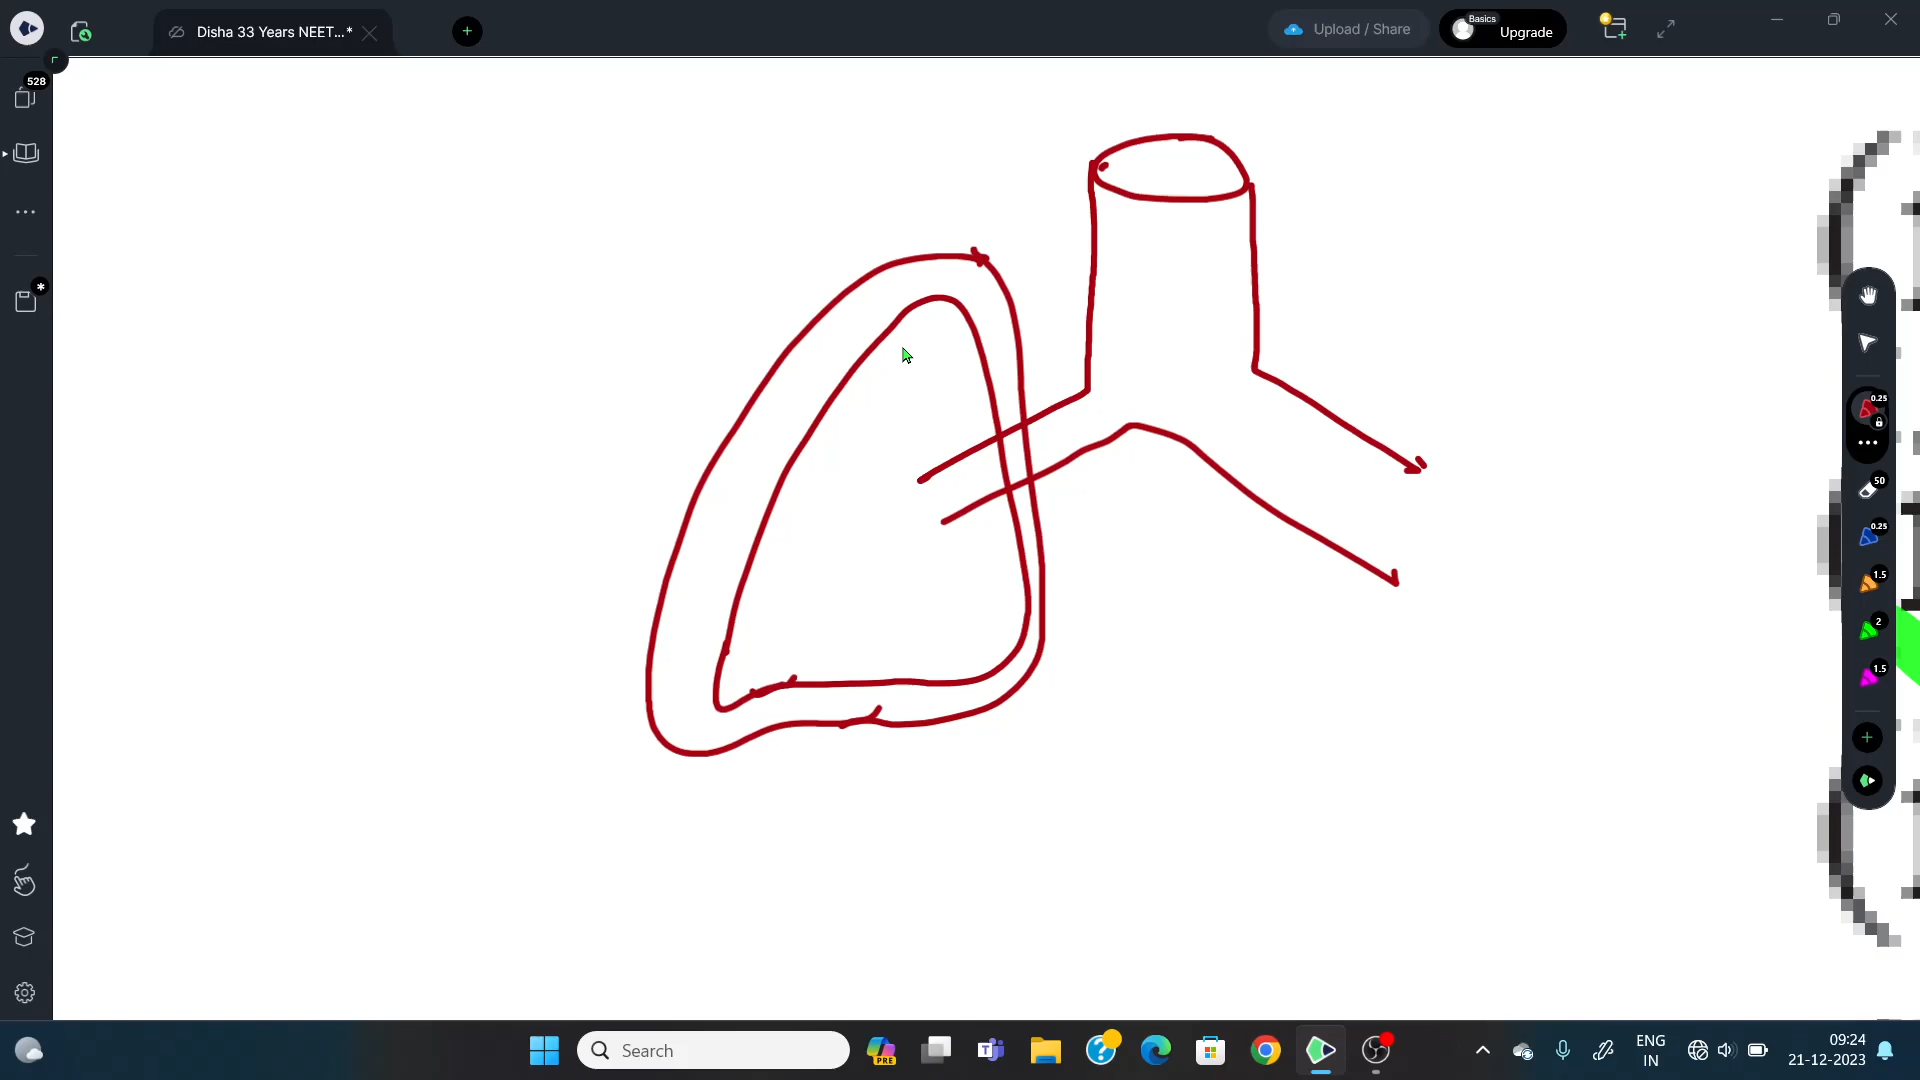 Disha 33 Years NEET...*
Upload / Share
Basics
Upgrade
528
*
0.25
50
0.25
1.5
2
1.5
PRE
Search
ENG
IN
09:24
21-12-2023